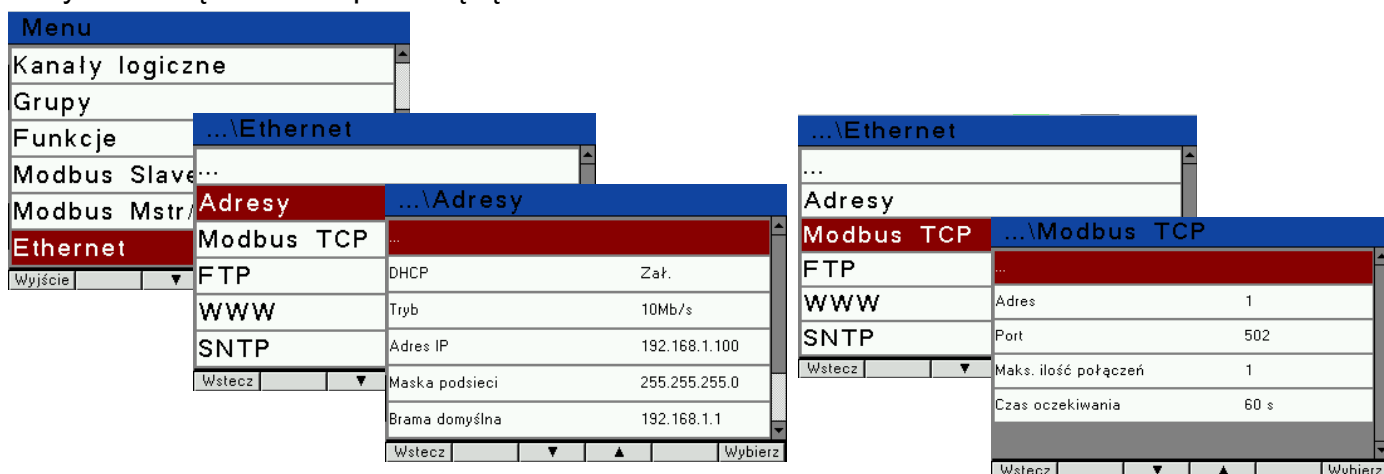 Menu
Kanały logiczne
Grupy
Funkcje
Modbus Slave
Modbus Mstr/
Ethernet
Wyjście ▼
...\Ethernet
...
Adresy
Modbus TCP
FTP
WWW
SNTP
Wstecz ▼
...\Adresy
...
DHCP Zał.
Tryb 10Mb/s
Adres IP 192.168.1.100
Maska podsieci 255.255.255.0
Brama domyślna 192.168.1.1
Wstecz ▼ ▲ Wybierz
...\Ethernet
...
Adresy
Modbus TCP
FTP
WWW
SNTP
Wstecz ▼
...\Modbus TCP
...
Adres 1
Port 502
Maks. ilość połączeń 1
Czas oczekiwania 60 s
Wstecz ▼ ▲ Wybierz